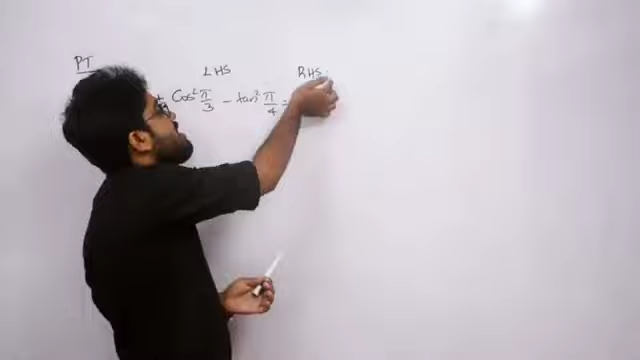 PT
LHS RHS
Cos² π/3 - tan² π/4 =